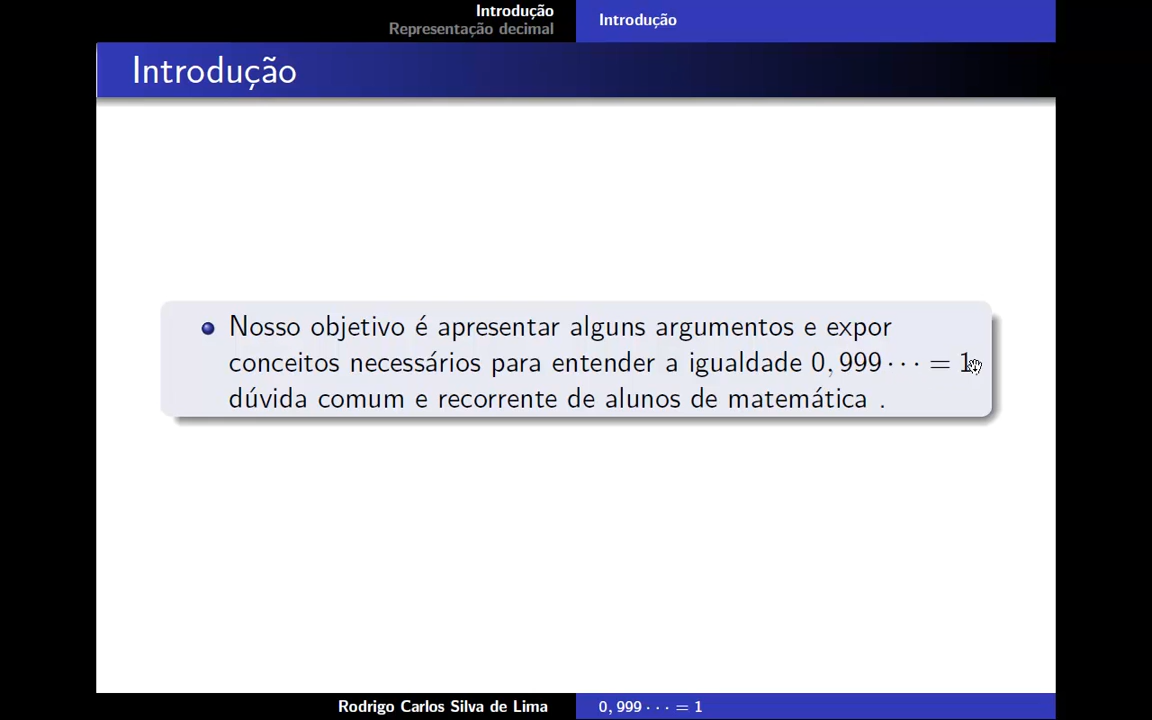 Introdução
Representação decimal
Introdução
Introdução
Nosso objetivo é apresentar alguns argumentos e expor
conceitos necessários para entender a igualdade 0, 999 · · · = 1
dúvida comum e recorrente de alunos de matemática .
Rodrigo Carlos Silva de Lima
0, 999 · · · = 1